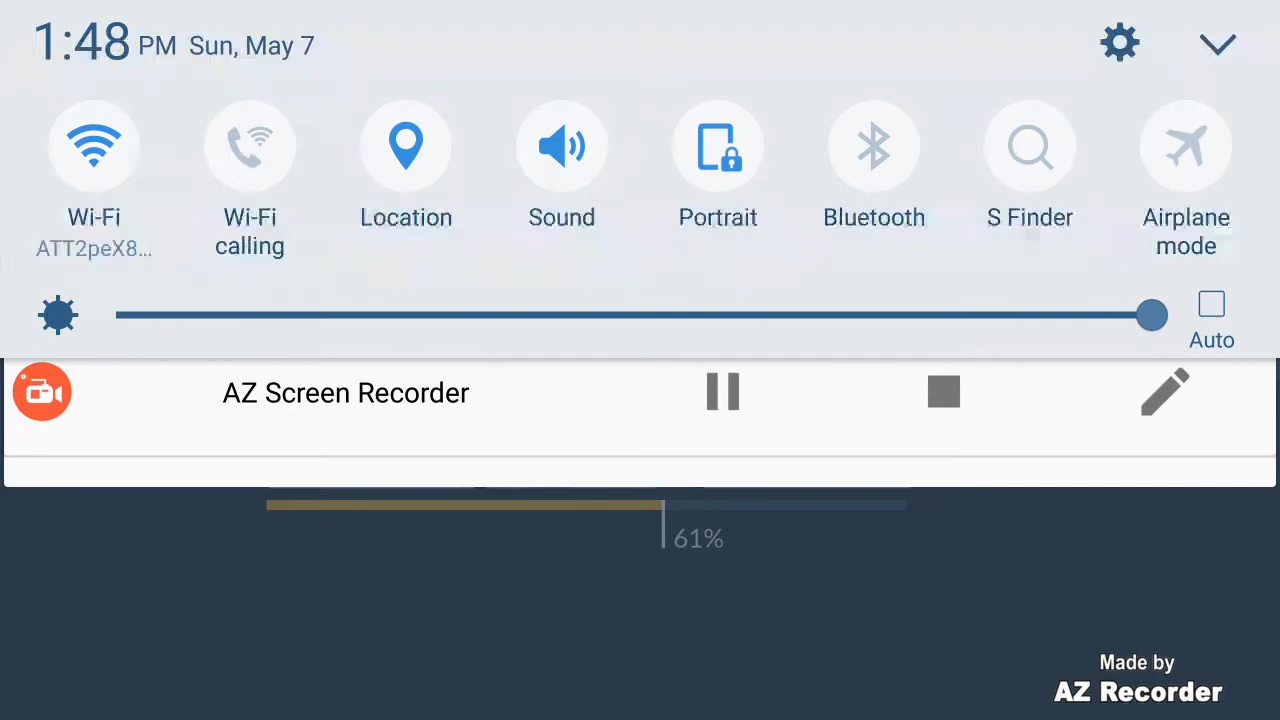 1:48 PM Sun, May 7
Wi-Fi
ATT2peX8...
Wi-Fi
calling
Location
Sound
Portrait
Bluetooth
S Finder
Airplane
mode
Auto
AZ Screen Recorder
61%
Made by
AZ Recorder